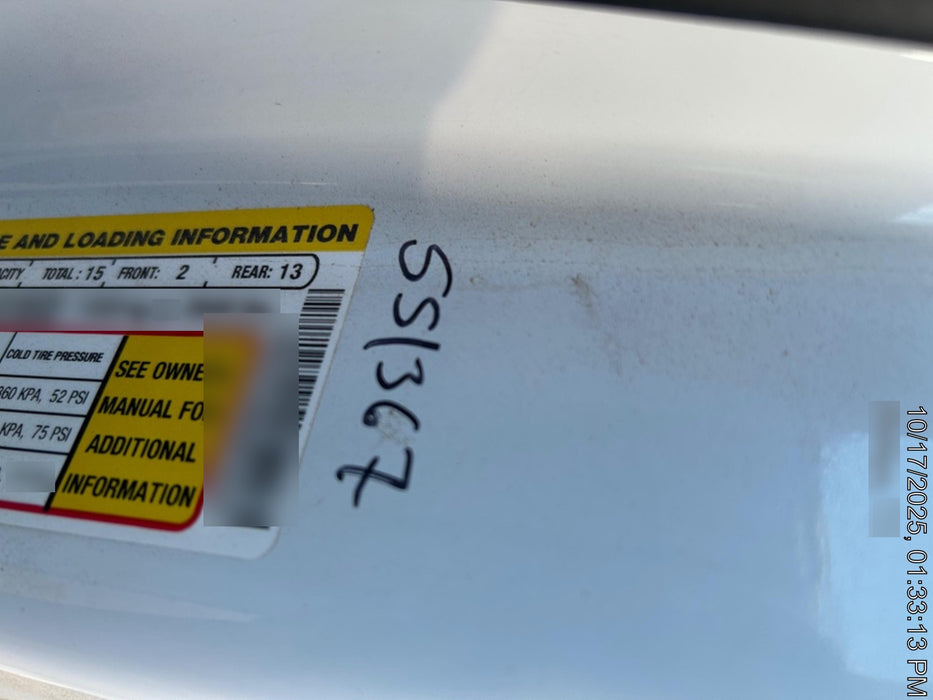 E AND LOADING INFORMATION
CITY TOTAL: 15 FRONT: 2 REAR: 13
COLD TIRE PRESSURE
360 KPA, 52 PSI
KPA, 75 PSI
SEE OWNE
MANUAL FO
ADDITIONAL
INFORMATION
551367
10/17/2025, 01:33:13 PM